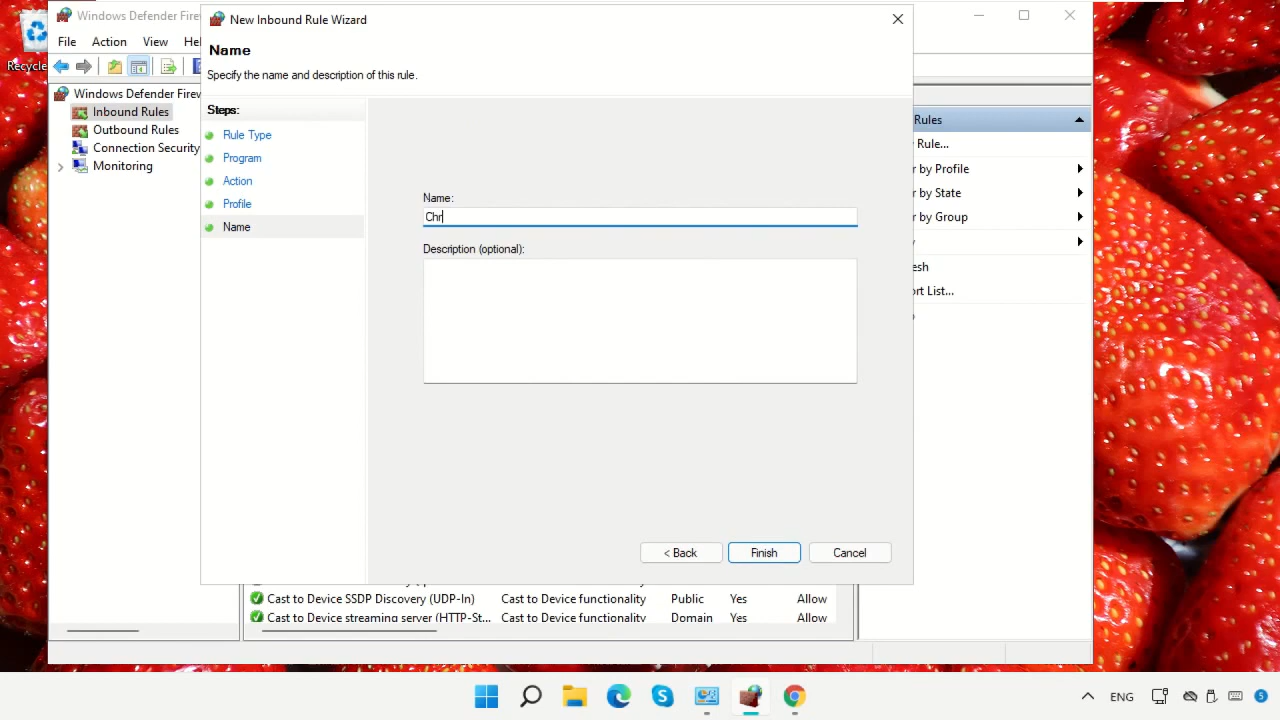 Windows Defender Firew
New Inbound Rule Wizard
File Action View Hel
Name
Specify the name and description of this rule.
Recycle
Windows Defender Firew
Inbound Rules
Outbound Rules
Connection Security
Monitoring
Steps:
Rule Type
Program
Action
Profile
Name
Name:
Chr
Description (optional):
< Back Finish Cancel
Rules
Rule...
r by Profile
r by State
r by Group
esh
ort List...
Cast to Device SSDP Discovery (UDP-In) Cast to Device functionality Public Yes Allow
Cast to Device streaming server (HTTP-St... Cast to Device functionality Domain Yes Allow
ENG
5